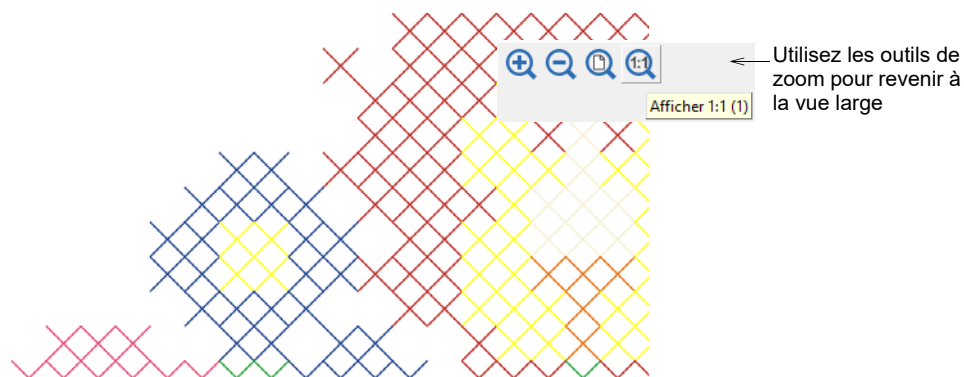 1:1
Utilisez les outils de
zoom pour revenir à
la vue large
Afficher 1:1 (1)